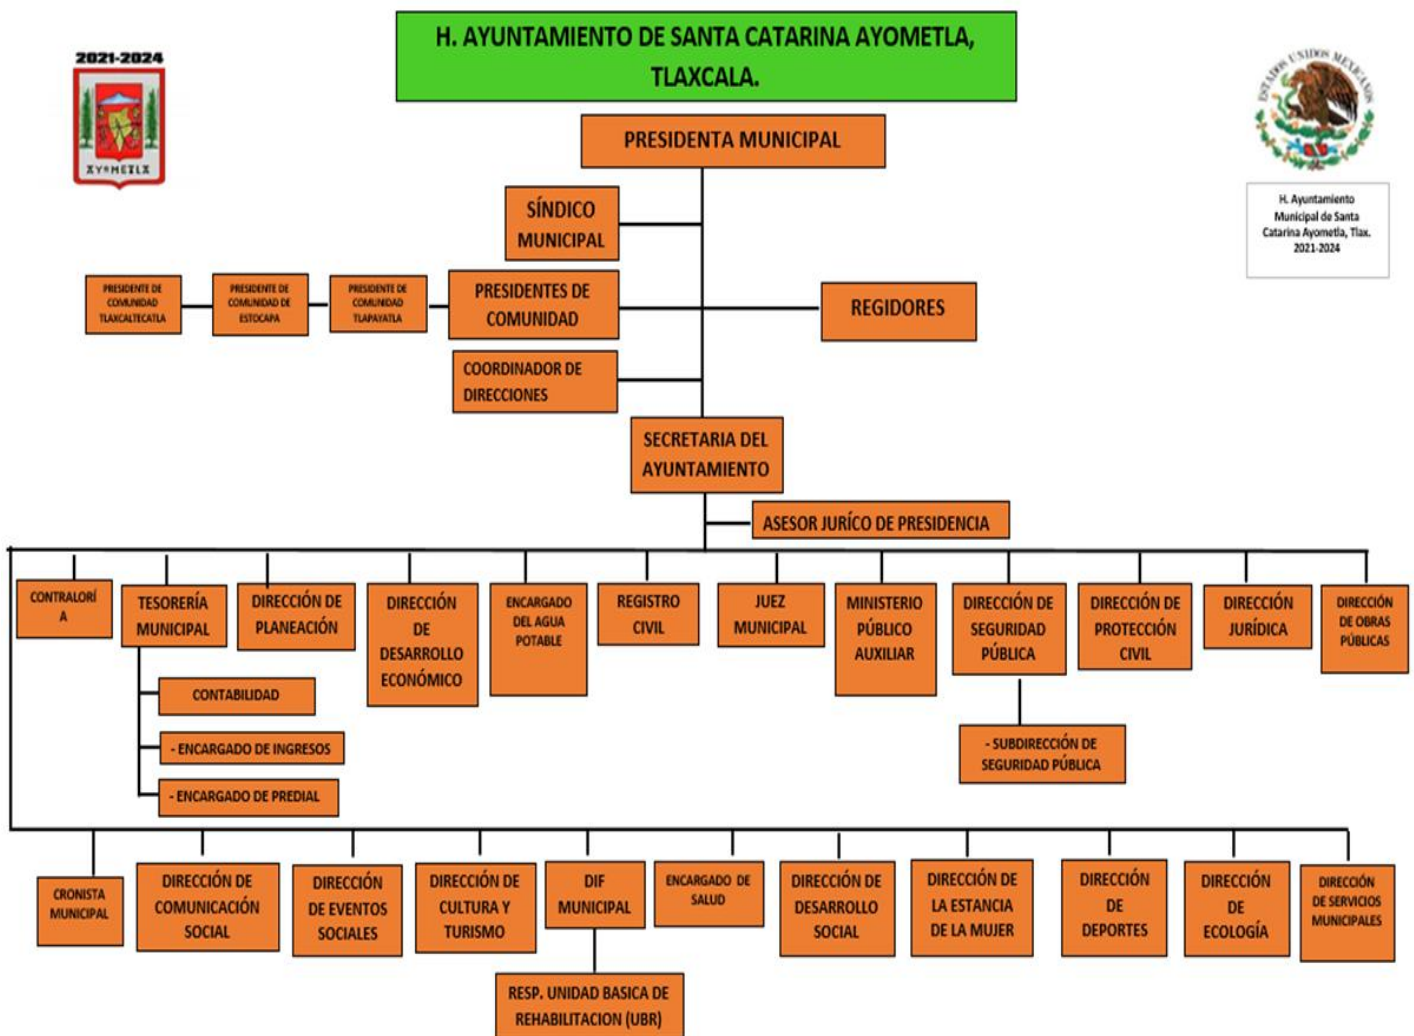 H. AYUNTAMIENTO DE SANTA CATARINA AYOMETLA,
TLAXCALA.
2021-2024
AYOMETLA
ESTADOS UNIDOS MEXICANOS
H. Ayuntamiento
Municipal de Santa
Catarina Ayometla, Tlax.
2021-2024
PRESIDENTA MUNICIPAL
SÍNDICO
MUNICIPAL
PRESIDENTE DE
COMUNIDAD
TLAXCALTECATLA
PRESIDENTE DE
COMUNIDAD DE
ESTOCAPA
PRESIDENTE DE
COMUNIDAD
TLAPAYATLA
PRESIDENTES DE
COMUNIDAD
REGIDORES
COORDINADOR DE
DIRECCIONES
SECRETARIA DEL
AYUNTAMIENTO
ASESOR JURÍCO DE PRESIDENCIA
CONTRALORÍ
A
TESORERÍA
MUNICIPAL
DIRECCIÓN DE
PLANEACIÓN
DIRECCIÓN
DE
DESARROLLO
ECONÓMICO
ENCARGADO
DEL AGUA
POTABLE
REGISTRO
CIVIL
JUEZ
MUNICIPAL
MINISTERIO
PÚBLICO
AUXILIAR
DIRECCIÓN DE
SEGURIDAD
PÚBLICA
DIRECCIÓN DE
PROTECCIÓN
CIVIL
DIRECCIÓN
JURÍDICA
DIRECCIÓN
DE OBRAS
PÚBLICAS
CONTABILIDAD
- ENCARGADO DE INGRESOS
- ENCARGADO DE PREDIAL
- SUBDIRECCIÓN DE
SEGURIDAD PÚBLICA
CRONISTA
MUNICIPAL
DIRECCIÓN DE
COMUNICACIÓN
SOCIAL
DIRECCIÓN
DE EVENTOS
SOCIALES
DIRECCIÓN DE
CULTURA Y
TURISMO
DIF
MUNICIPAL
ENCARGADO DE
SALUD
DIRECCIÓN DE
DESARROLLO
SOCIAL
DIRECCIÓN DE
LA ESTANCIA
DE LA MUJER
DIRECCIÓN
DE
DEPORTES
DIRECCIÓN
DE
ECOLOGÍA
DIRECCIÓN
DE SERVICIOS
MUNICIPALES
RESP. UNIDAD BASICA DE
REHABILITACION (UBR)